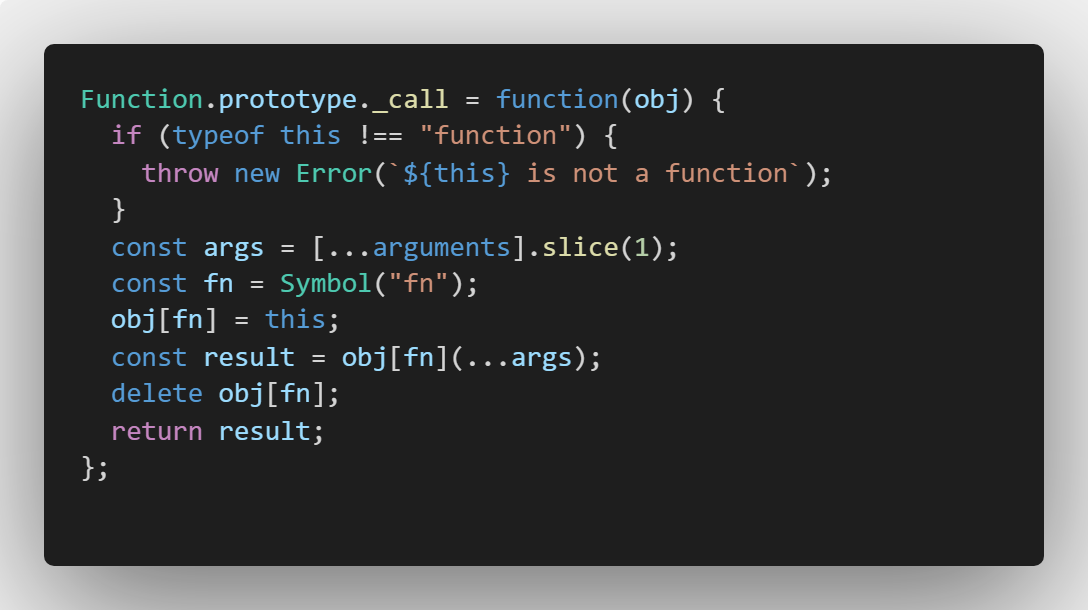 Function.prototype._call = function(obj) {
  if (typeof this !== "function") {
    throw new Error(`${this} is not a function`);
  }
  const args = [...arguments].slice(1);
  const fn = Symbol("fn");
  obj[fn] = this;
  const result = obj[fn](...args);
  delete obj[fn];
  return result;
};